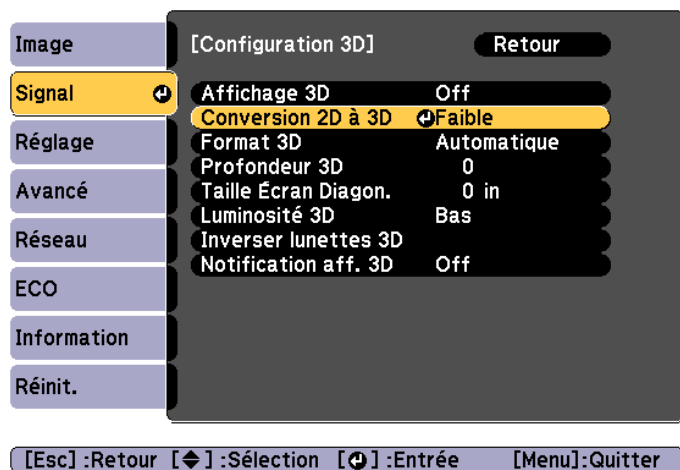 Image
Signal
Réglage
Avancé
Réseau
ECO
Information
Réinit.
[Configuration 3D] Retour
Affichage 3D Off
Conversion 2D à 3D Faible
Format 3D Automatique
Profondeur 3D 0
Taille Écran Diagon. 0 in
Luminosité 3D Bas
Inverser lunettes 3D
Notification aff. 3D Off
[Esc] :Retour [◆] :Sélection [⏎] :Entrée [Menu]:Quitter